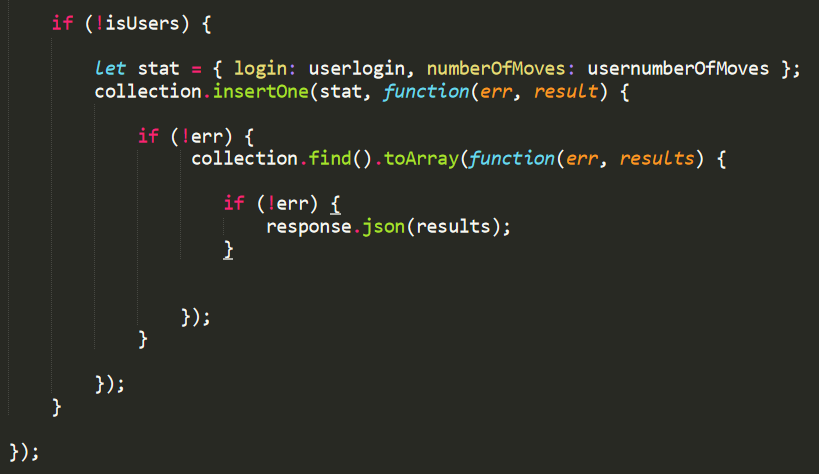 if (!isUsers) {
let stat = { login: userlogin, numberOfMoves: usernumberOfMoves };
collection.insertOne(stat, function(err, result) {
if (!err) {
collection.find().toArray(function(err, results) {
if (!err) {
response.json(results);
}
});
}
});
}
});